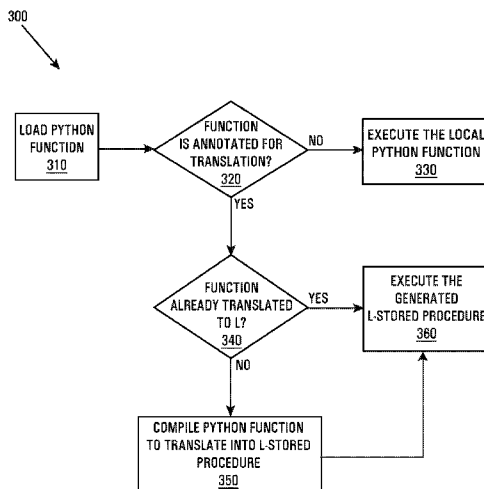 300
LOAD PYTHON
FUNCTION
310
FUNCTION
IS ANNOTATED FOR
TRANSLATION?
320
NO
EXECUTE THE LOCAL
PYTHON FUNCTION
330
YES
FUNCTION
ALREADY TRANSLATED
TO L?
340
YES
EXECUTE THE
GENERATED
L-STORED PROCEDURE
360
NO
COMPILE PYTHON FUNCTION
TO TRANSLATE INTO L-STORED
PROCEDURE
350